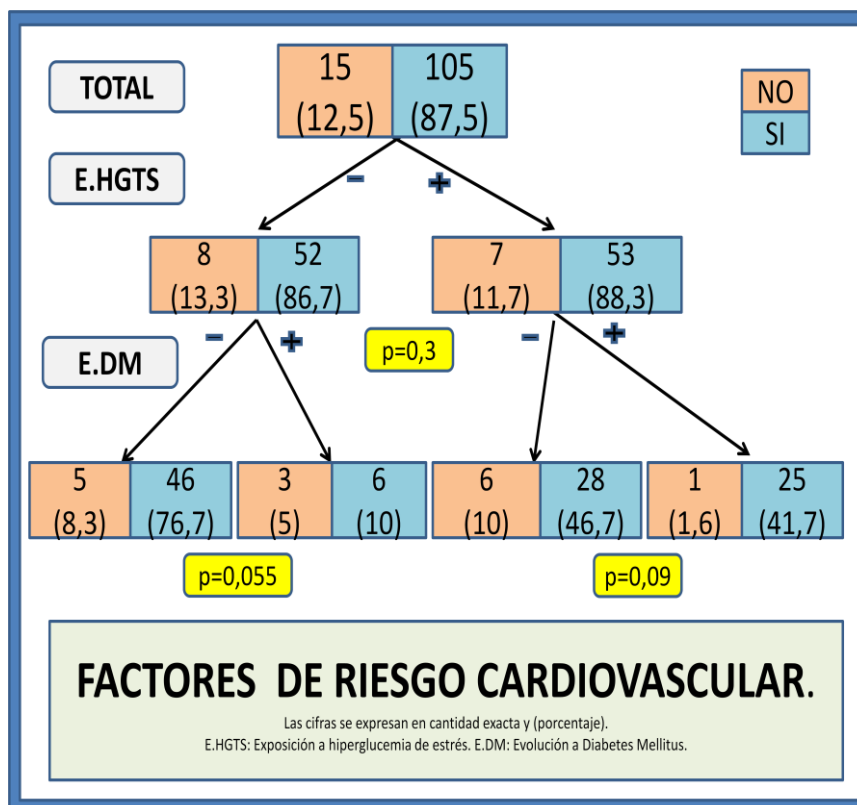 TOTAL
15 105
(12,5) (87,5)
NO
SI
E.HGTS
− +
8 52 7 53
(13,3) (86,7) (11,7) (88,3)
− + − +
E.DM
p=0,3
5 46 3 6 6 28 1 25
(8,3) (76,7) (5) (10) (10) (46,7) (1,6) (41,7)
p=0,055 p=0,09
FACTORES DE RIESGO CARDIOVASCULAR.
Las cifras se expresan en cantidad exacta y (porcentaje).
E.HGTS: Exposición a hiperglucemia de estrés. E.DM: Evolución a Diabetes Mellitus.